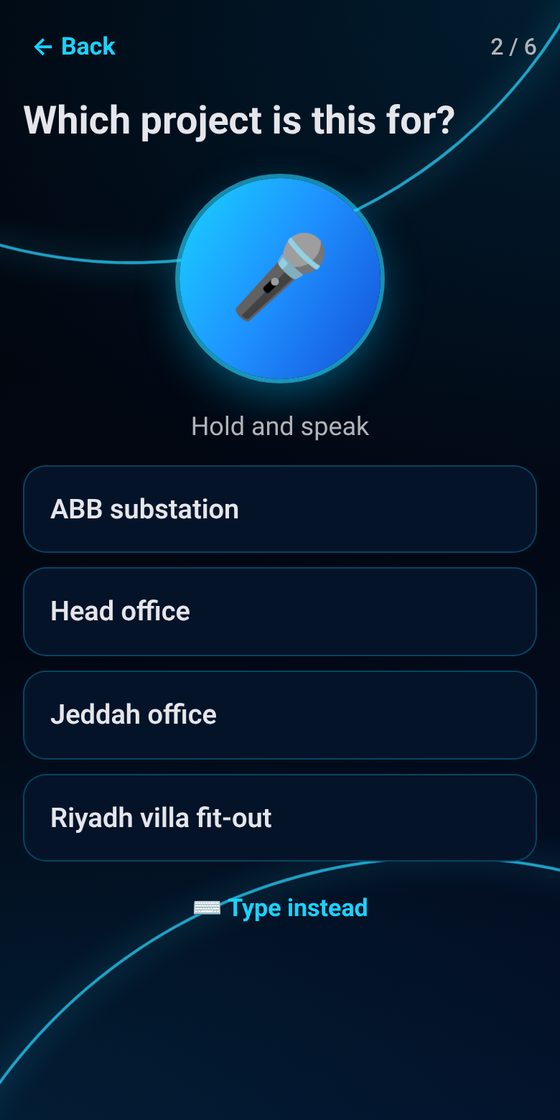 ← Back
2 / 6
Which project is this for?
Hold and speak
ABB substation
Head office
Jeddah office
Riyadh villa fit-out
Type instead